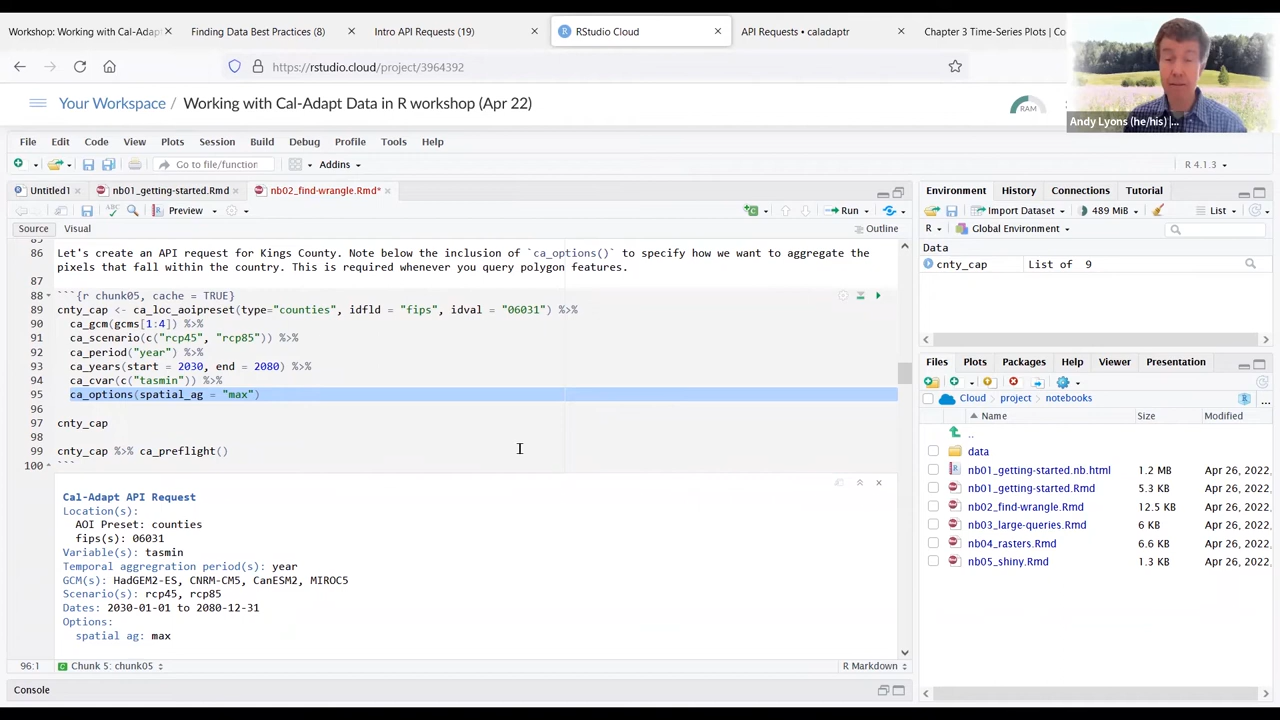 Workshop: Working with Cal-Adapt
Finding Data Best Practices (8)
Intro API Requests (19)
RStudio Cloud
API Requests • caladaptr
Chapter 3 Time-Series Plots | Co
https://rstudio.cloud/project/3964392
Your Workspace / Working with Cal-Adapt Data in R workshop (Apr 22)
RAM
Andy Lyons (he/his) |...
File Edit Code View Plots Session Build Debug Profile Tools Help
Go to file/function
Addins
R 4.1.3
Untitled1
nb01_getting-started.Rmd
nb02_find-wrangle.Rmd*
Preview
Run
Source Visual
Outline
85
86 Let's create an API request for Kings County. Note below the inclusion of `ca_options()` to specify how we want to aggregate the
pixels that fall within the country. This is required whenever you query polygon features.
87
88 ```{r chunk05, cache = TRUE}
89 cnty_cap <- ca_loc_aoipreset(type="counties", idfld = "fips", idval = "06031") %>%
90 ca_gcm(gcms[1:4]) %>%
91 ca_scenario(c("rcp45", "rcp85")) %>%
92 ca_period("year") %>%
93 ca_years(start = 2030, end = 2080) %>%
94 ca_cvar(c("tasmin")) %>%
95 ca_options(spatial_ag = "max")
96
97 cnty_cap
98
99 cnty_cap %>% ca_preflight()
100 ```
Cal-Adapt API Request
Location(s):
AOI Preset: counties
fips(s): 06031
Variable(s): tasmin
Temporal aggregration period(s): year
GCM(s): HadGEM2-ES, CNRM-CM5, CanESM2, MIROC5
Scenario(s): rcp45, rcp85
Dates: 2030-01-01 to 2080-12-31
Options:
spatial ag: max
96:1
Chunk 5: chunk05
R Markdown
Console
Environment History Connections Tutorial
Import Dataset
489 MiB
List
R
Global Environment
Data
cnty_cap List of 9
Files Plots Packages Help Viewer Presentation
Cloud project notebooks
Name Size Modified
..
data
nb01_getting-started.nb.html 1.2 MB Apr 26, 2022,
nb01_getting-started.Rmd 5.3 KB Apr 26, 2022,
nb02_find-wrangle.Rmd 12.5 KB Apr 26, 2022,
nb03_large-queries.Rmd 6 KB Apr 26, 2022,
nb04_rasters.Rmd 6.6 KB Apr 26, 2022,
nb05_shiny.Rmd 1.3 KB Apr 26, 2022,